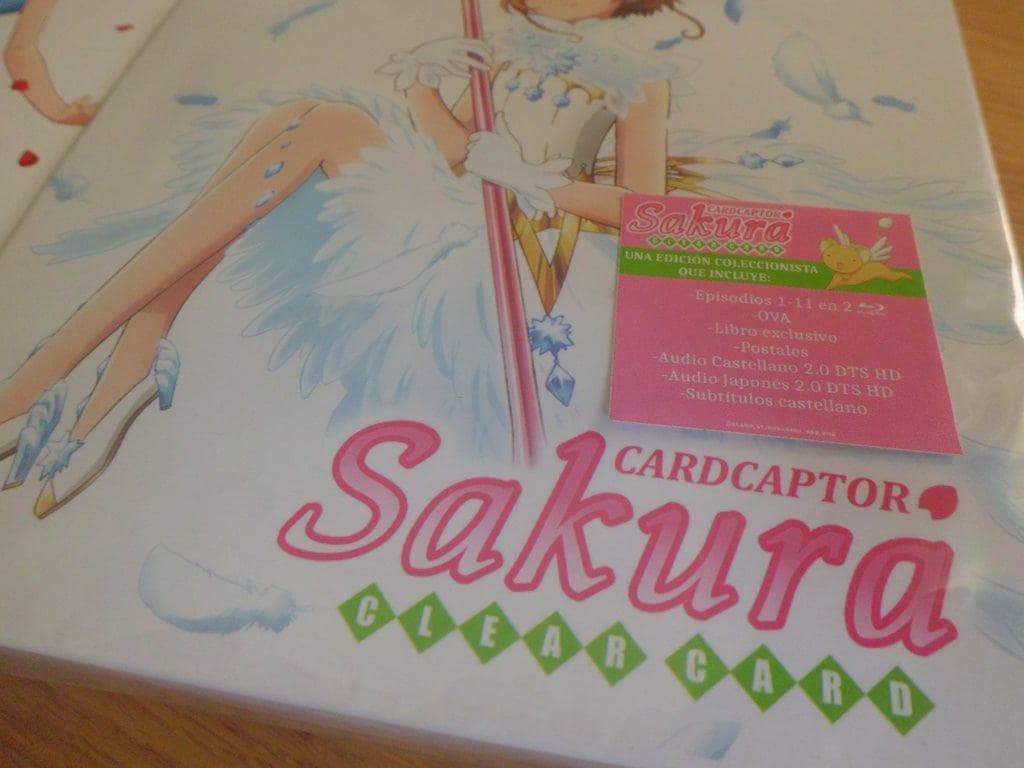 CARDCAPTOR
Sakura
CLEAR CARD
UNA EDICIÓN COLECCIONISTA
QUE INCLUYE:
-Episodios 1-11 en 2
-OVA
-Libro exclusivo
-Postales
-Audio Castellano 2.0 DTS HD
-Audio Japonés 2.0 DTS HD
-Subtítulos castellano
CARDCAPTOR
Sakura
CLEAR CARD